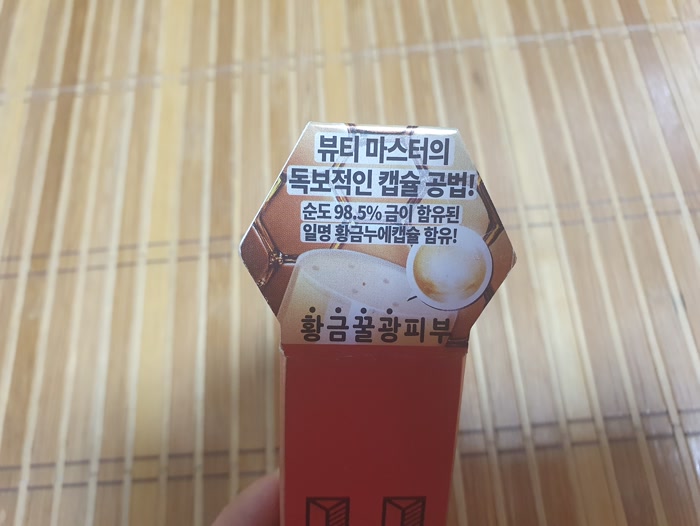 뷰티 마스터의
독보적인 캡슐 공법!
순도 98.5% 금이 함유된
일명 황금누에캡슐 함유!
황금꿀광피부